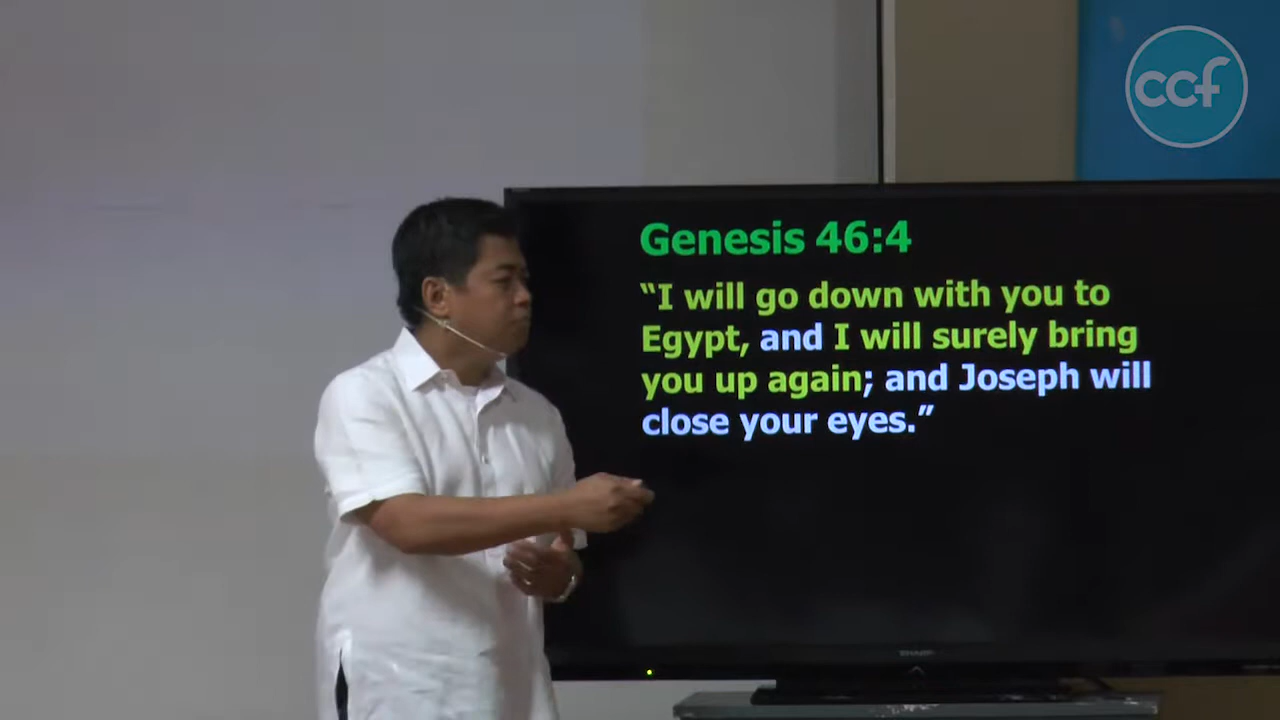 ccf
Genesis 46:4
“I will go down with you to
Egypt, and I will surely bring
you up again; and Joseph will
close your eyes.”
SHARP